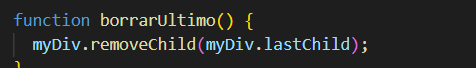 function borrarUltimo() {
  myDiv.removeChild(myDiv.lastChild);
}